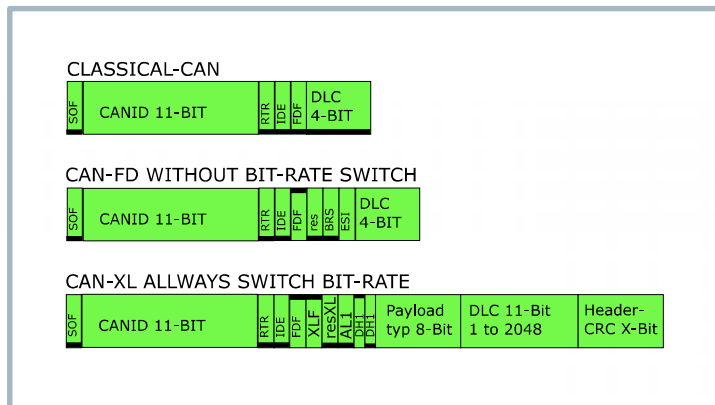 CLASSICAL-CAN
SOF CANID 11-BIT RTR IDE FDF DLC
4-BIT
CAN-FD WITHOUT BIT-RATE SWITCH
SOF CANID 11-BIT RTR IDE FDF res BRS ESI DLC
4-BIT
CAN-XL ALLWAYS SWITCH BIT-RATE
SOF CANID 11-BIT RTR IDE FDF XLF resXL AL1 DH1 DH1 Payload DLC 11-Bit Header-
typ 8-Bit 1 to 2048 CRC X-Bit